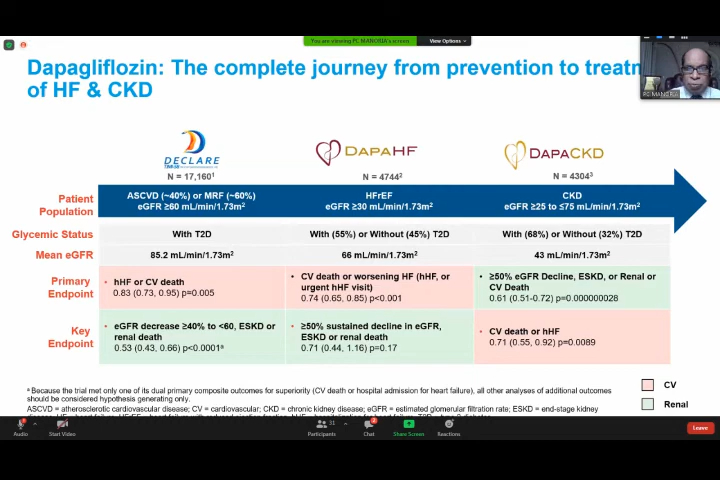 You are viewing PC MANORIA's screen
View Options
Dapagliflozin: The complete journey from prevention to treatm
of HF & CKD
PC MANORIA
DECLARE
DAPAHF
DAPACKD
N = 17,160¹
N = 4744²
N = 4304³
Patient Population
ASCVD (~40%) or MRF (~60%)
eGFR ≥60 mL/min/1.73m²
HFrEF
eGFR ≥30 mL/min/1.73m²
CKD
eGFR ≥25 to ≤75 mL/min/1.73m²
Glycemic Status
With T2D
With (55%) or Without (45%) T2D
With (68%) or Without (32%) T2D
Mean eGFR
85.2 mL/min/1.73m²
66 mL/min/1.73m²
43 mL/min/1.73m²
Primary
Endpoint
• hHF or CV death
0.83 (0.73, 0.95) p=0.005
• CV death or worsening HF (hHF, or
urgent hHF visit)
0.74 (0.65, 0.85) p<0.001
• ≥50% eGFR Decline, ESKD, or Renal or
CV Death
0.61 (0.51-0.72) p=0.000000028
Key
Endpoint
• eGFR decrease ≥40% to <60, ESKD or
renal death
0.53 (0.43, 0.66) p<0.0001ᵃ
• ≥50% sustained decline in eGFR,
ESKD or renal death
0.71 (0.44, 1.16) p=0.17
• CV death or hHF
0.71 (0.55, 0.92) p=0.0089
ᵃ Because the trial met only one of its dual primary composite outcomes for superiority (CV death or hospital admission for heart failure), all other analyses of additional outcomes
should be considered hypothesis generating only.
ASCVD = atherosclerotic cardiovascular disease; CV = cardiovascular; CKD = chronic kidney disease; eGFR = estimated glomerular filtration rate; ESKD = end-stage kidney
CV
Renal
Audio
Start Video
Participants
31
Chat
Share Screen
Reactions
Leave